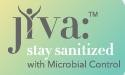 jiva:™
stay sanitized
with Microbial Control